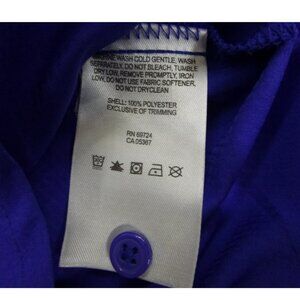 MACHINE WASH COLD GENTLE, WASH
SEPARATELY, DO NOT BLEACH, TUMBLE
DRY LOW, REMOVE PROMPTLY, IRON
LOW, DO NOT USE FABRIC SOFTENER,
DO NOT DRYCLEAN
SHELL: 100% POLYESTER
EXCLUSIVE OF TRIMMING
RN 69724
CA 05367